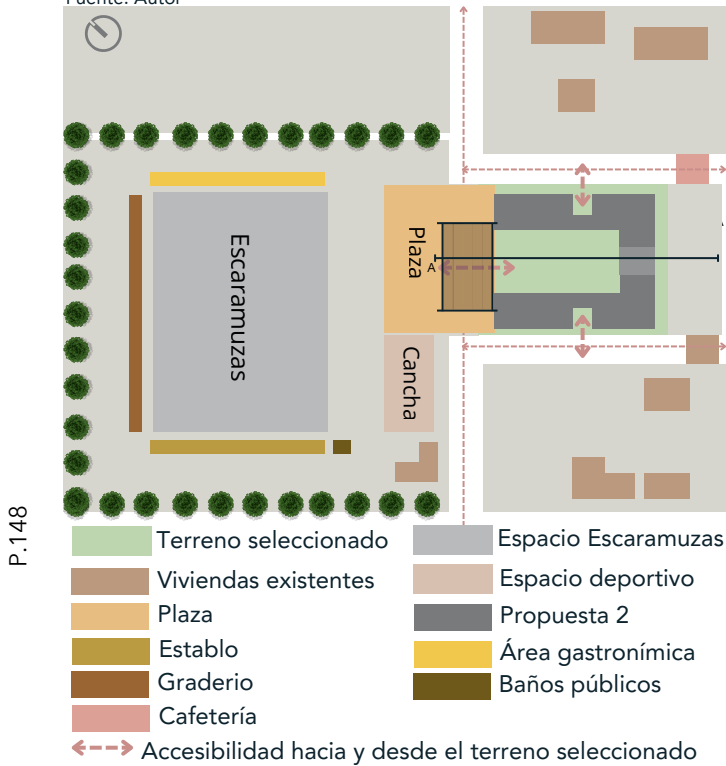 Fuente: Autor
Escaramuzas
Plaza
A
Cancha
P.148
Terreno seleccionado
Viviendas existentes
Plaza
Establo
Graderio
Cafetería
Espacio Escaramuzas
Espacio deportivo
Propuesta 2
Área gastronímica
Baños públicos
Accesibilidad hacia y desde el terreno seleccionado